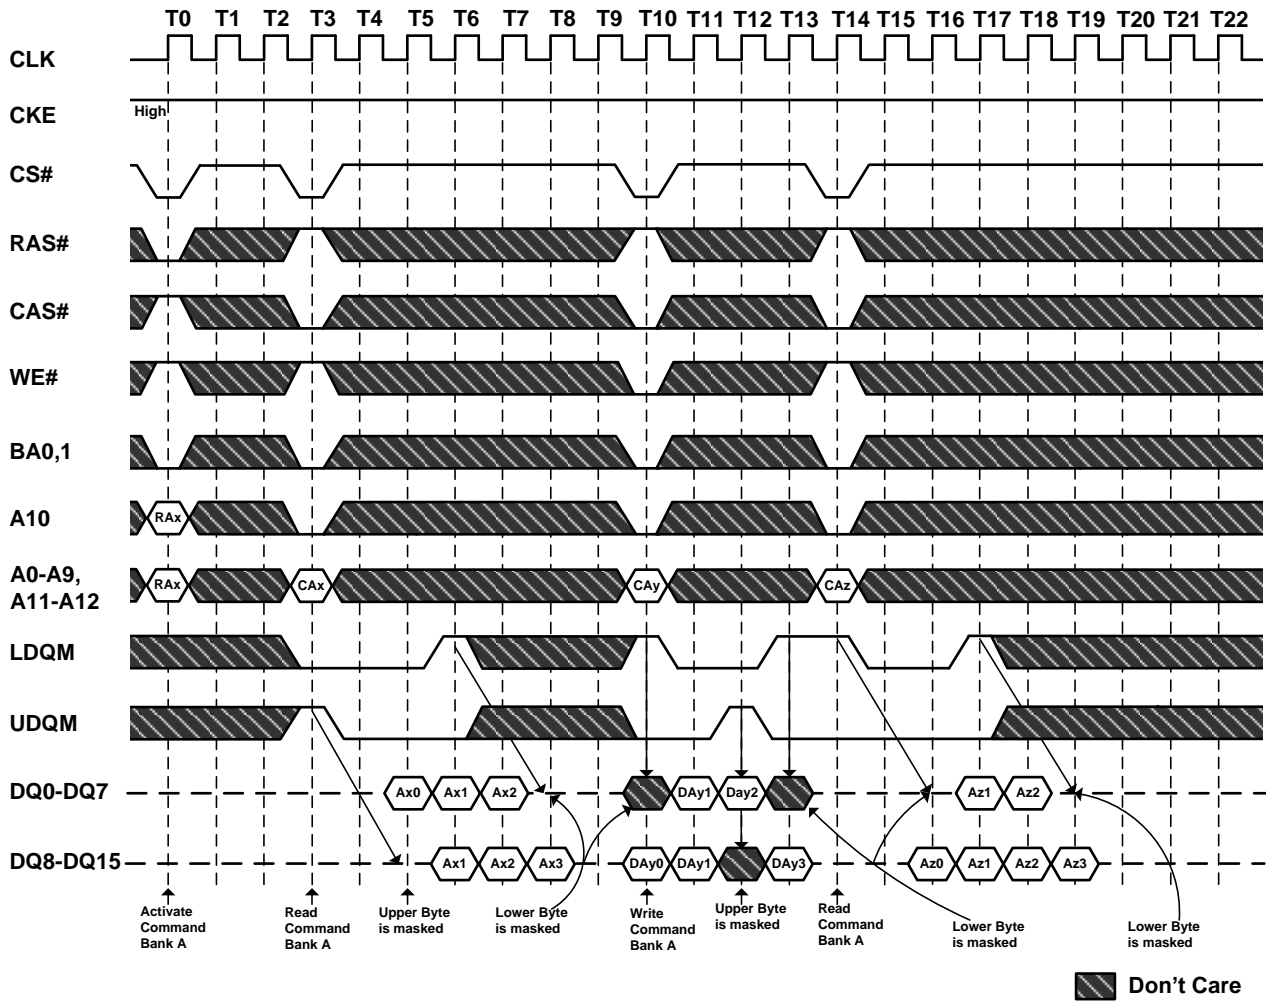 T0 T1 T2 T3 T4 T5 T6 T7 T8 T9 T10 T11 T12 T13 T14 T15 T16 T17 T18 T19 T20 T21 T22
CLK
CKE
High
CS#
RAS#
CAS#
WE#
BA0,1
A10
RAx
A0-A9,
A11-A12
RAx CAx CAy CAz
LDQM
UDQM
DQ0-DQ7
Ax0 Ax1 Ax2 DAy1 Day2 Az1 Az2
DQ8-DQ15
Ax1 Ax2 Ax3 DAy0 DAy1 DAy3 Az0 Az1 Az2 Az3
Activate
Command
Bank A
Read
Command
Bank A
Upper Byte
is masked
Lower Byte
is masked
Write
Command
Bank A
Upper Byte
is masked
Read
Command
Bank A
Lower Byte
is masked
Lower Byte
is masked
Don't Care